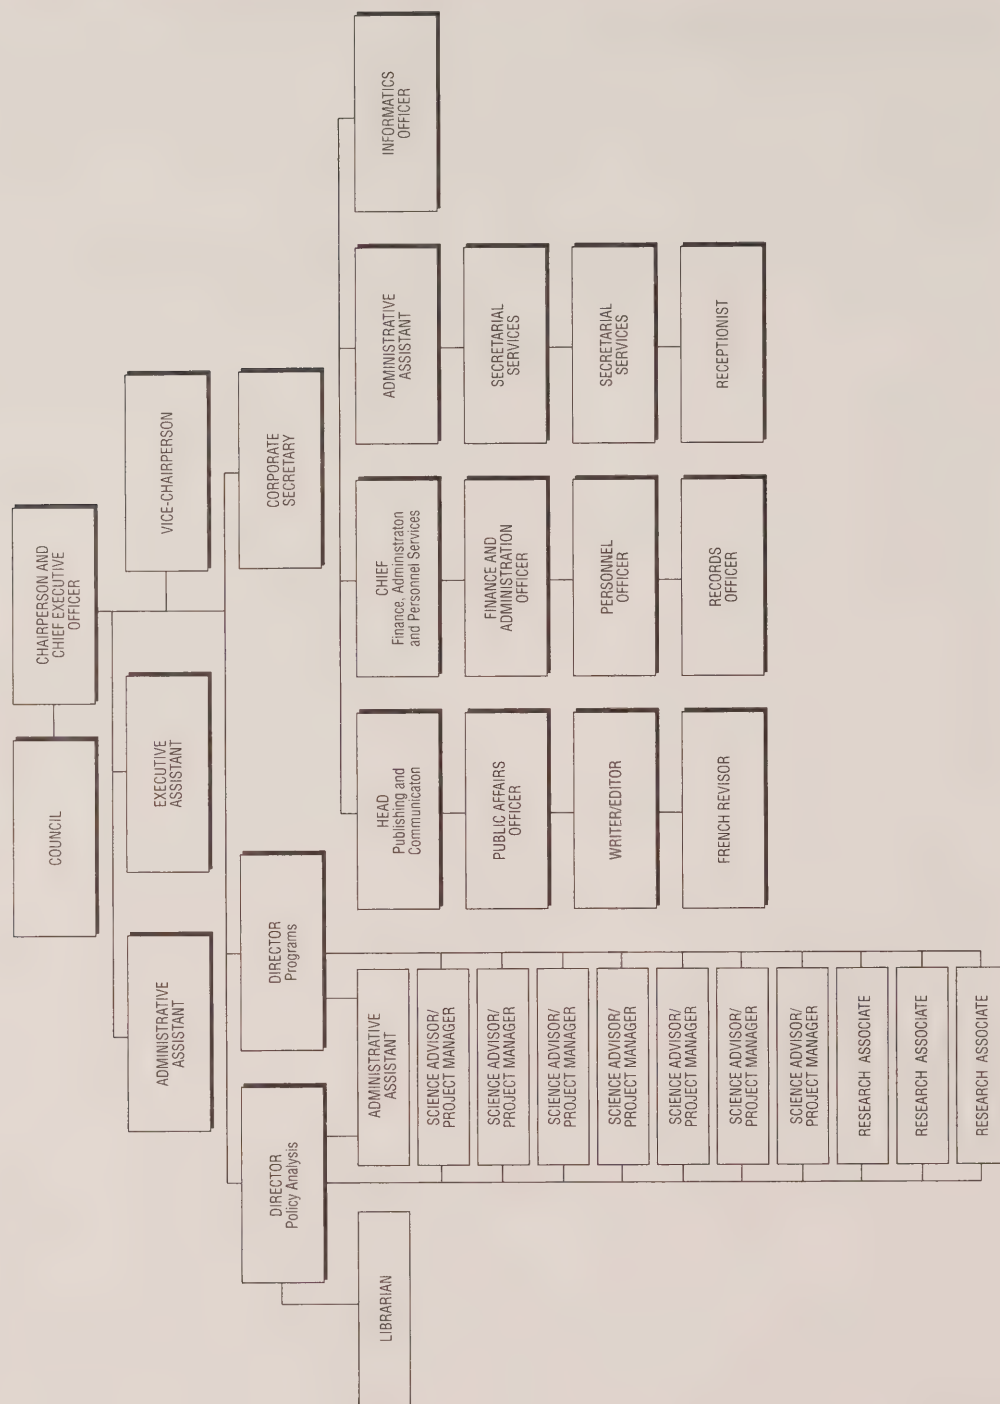 COUNCIL
CHAIRPERSON AND
CHIEF EXECUTIVE
OFFICER
ADMINISTRATIVE
ASSISTANT
EXECUTIVE
ASSISTANT
VICE-CHAIRPERSON
DIRECTOR
Policy Analysis
DIRECTOR
Programs
CORPORATE
SECRETARY
LIBRARIAN
ADMINISTRATIVE
ASSISTANT
SCIENCE ADVISOR/
PROJECT MANAGER
SCIENCE ADVISOR/
PROJECT MANAGER
SCIENCE ADVISOR/
PROJECT MANAGER
SCIENCE ADVISOR/
PROJECT MANAGER
SCIENCE ADVISOR/
PROJECT MANAGER
SCIENCE ADVISOR/
PROJECT MANAGER
SCIENCE ADVISOR/
PROJECT MANAGER
RESEARCH ASSOCIATE
RESEARCH ASSOCIATE
RESEARCH ASSOCIATE
HEAD
Publishing and
Communicaton
PUBLIC AFFAIRS
OFFICER
WRITER/EDITOR
FRENCH REVISOR
CHIEF
Finance, Administraton
and Personnel Services
FINANCE AND
ADMINISTRATION
OFFICER
PERSONNEL
OFFICER
RECORDS
OFFICER
ADMINISTRATIVE
ASSISTANT
SECRETARIAL
SERVICES
SECRETARIAL
SERVICES
RECEPTIONIST
INFORMATICS
OFFICER